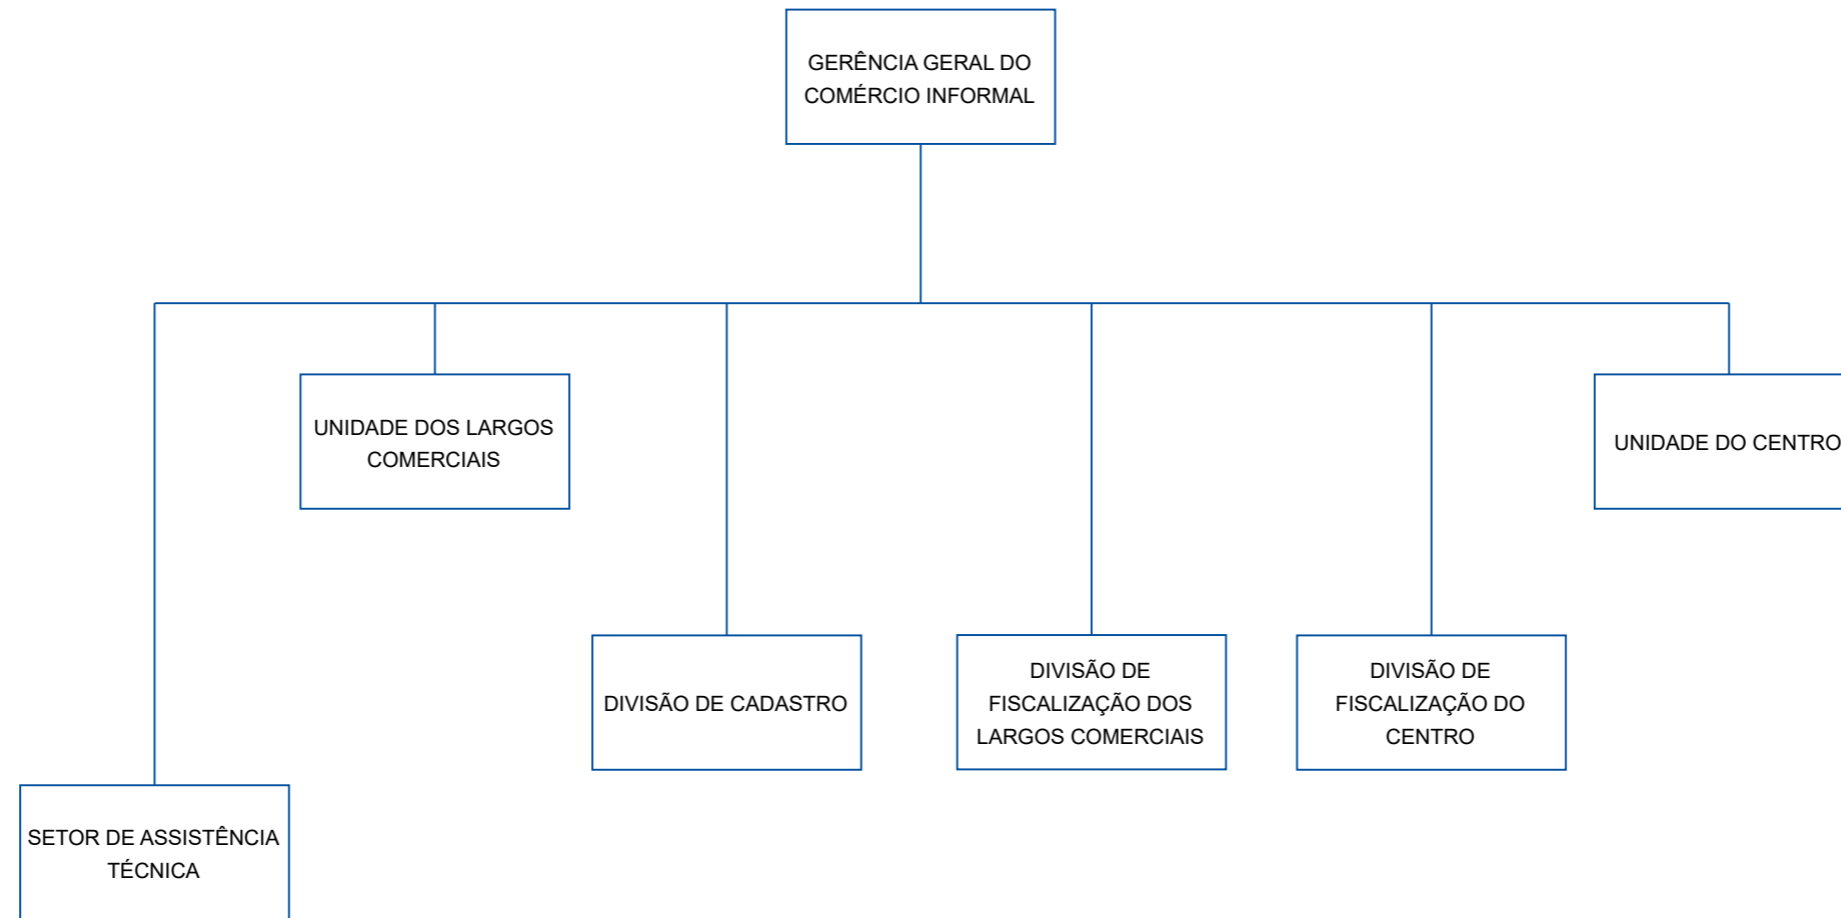 GERÊNCIA GERAL DO
COMÉRCIO INFORMAL
UNIDADE DOS LARGOS
COMERCIAIS
UNIDADE DO CENTRO
DIVISÃO DE CADASTRO
DIVISÃO DE
FISCALIZAÇÃO DOS
LARGOS COMERCIAIS
DIVISÃO DE
FISCALIZAÇÃO DO
CENTRO
SETOR DE ASSISTÊNCIA
TÉCNICA